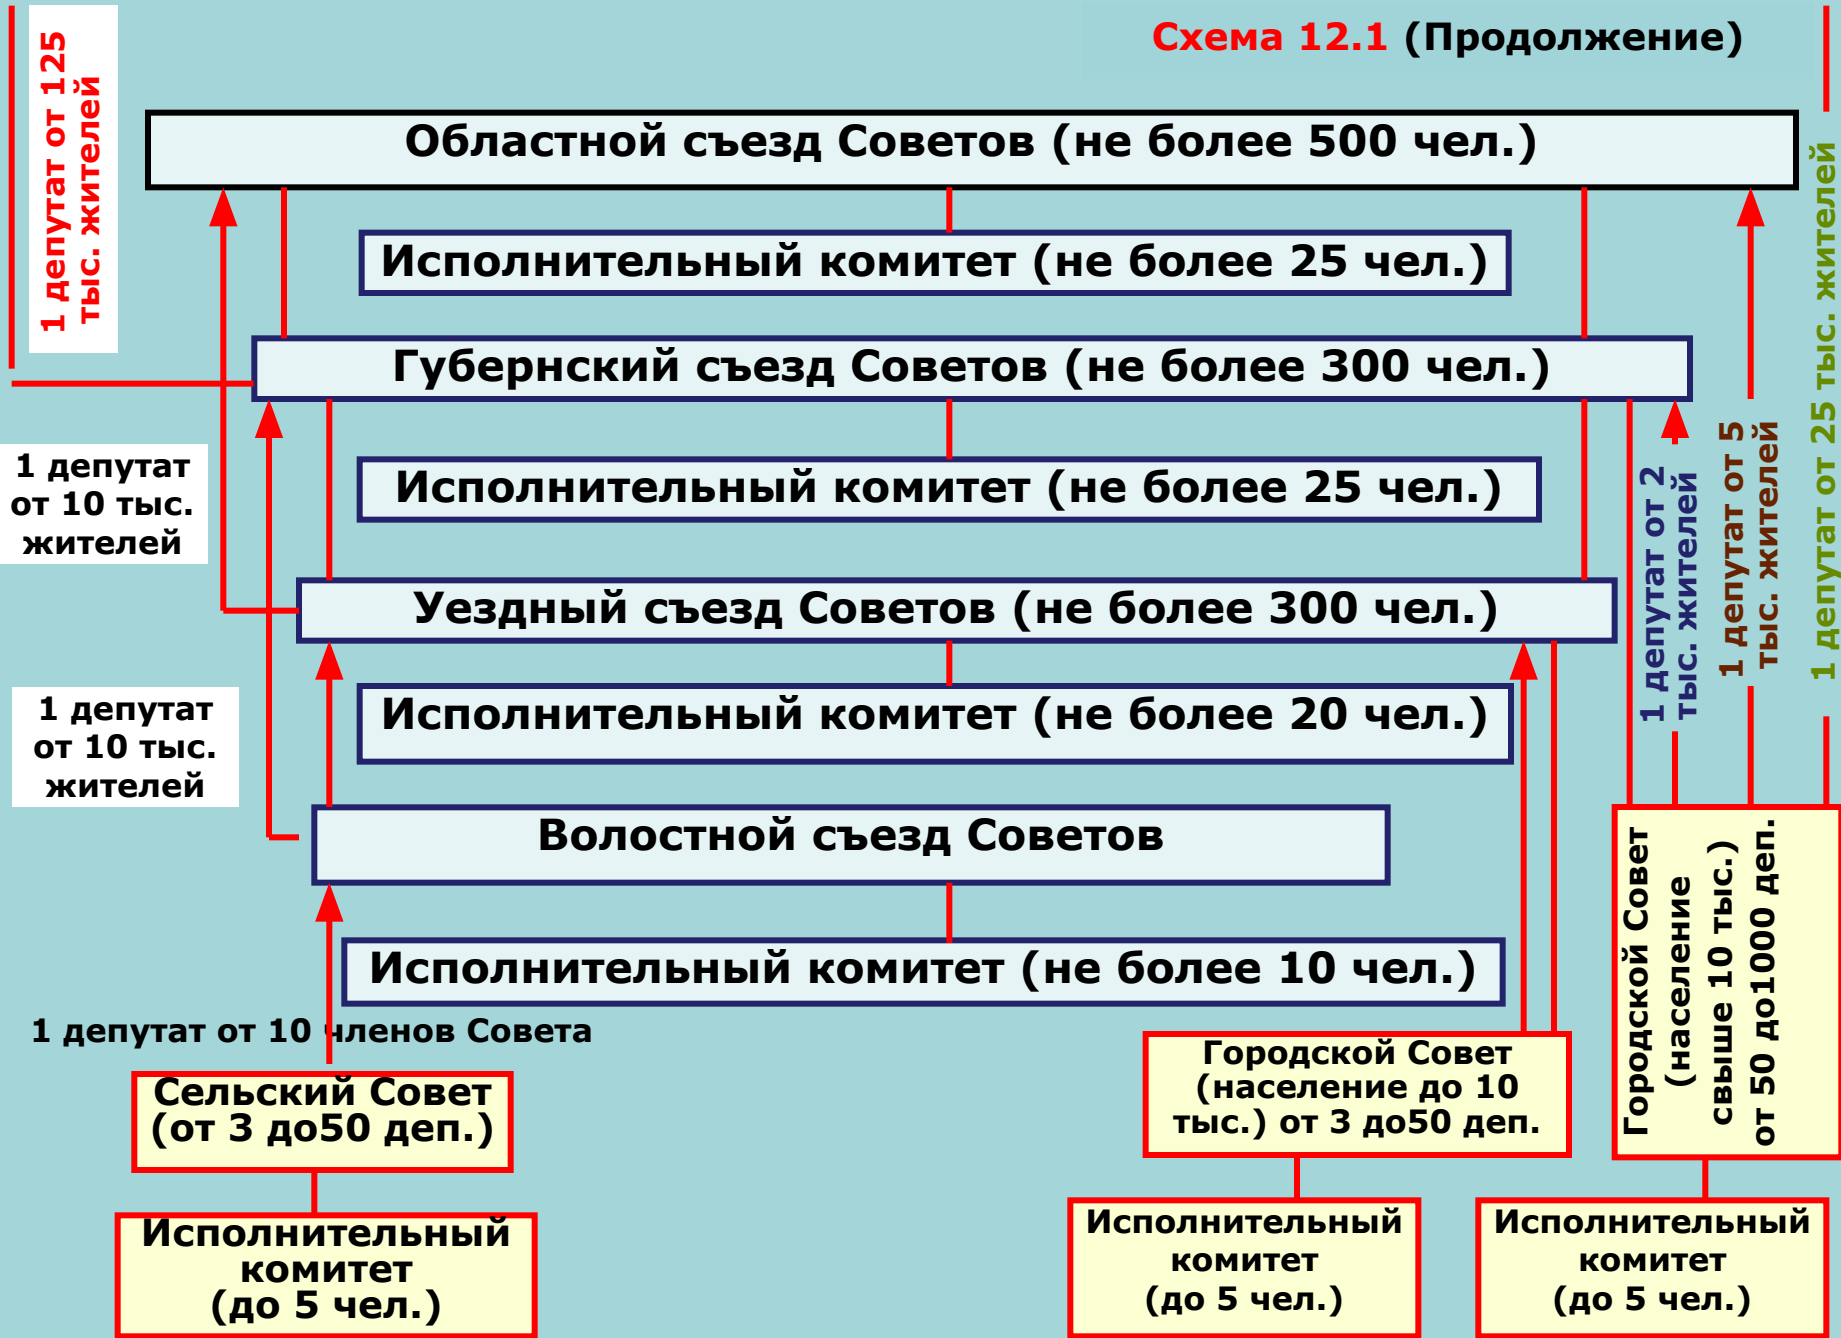 Схема 12.1 (Продолжение)
1 депутат от 125
тыс. жителей
Областной съезд Советов (не более 500 чел.)
Исполнительный комитет (не более 25 чел.)
Губернский съезд Советов (не более 300 чел.)
1 депутат
от 10 тыс.
жителей
Исполнительный комитет (не более 25 чел.)
1 депутат от 2
тыс. жителей
1 депутат от 5
тыс. жителей
1 депутат от 25 тыс. жителей
Уездный съезд Советов (не более 300 чел.)
1 депутат
от 10 тыс.
жителей
Исполнительный комитет (не более 20 чел.)
Волостной съезд Советов
Исполнительный комитет (не более 10 чел.)
1 депутат от 10 членов Совета
Сельский Совет
(от 3 до50 деп.)
Городской Совет
(население до 10
тыс.) от 3 до50 деп.
Городской Совет
(население
свыше 10 тыс.)
от 50 до1000 деп.
Исполнительный
комитет
(до 5 чел.)
Исполнительный
комитет
(до 5 чел.)
Исполнительный
комитет
(до 5 чел.)